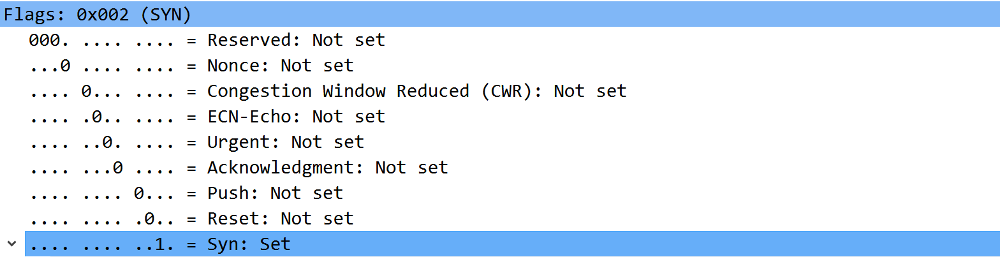 Flags: 0x002 (SYN)
000. .... .... = Reserved: Not set
...0 .... .... = Nonce: Not set
.... 0... .... = Congestion Window Reduced (CWR): Not set
.... .0.. .... = ECN-Echo: Not set
.... ..0. .... = Urgent: Not set
.... ...0 .... = Acknowledgment: Not set
.... .... 0... = Push: Not set
.... .... .0.. = Reset: Not set
.... .... ..1. = Syn: Set